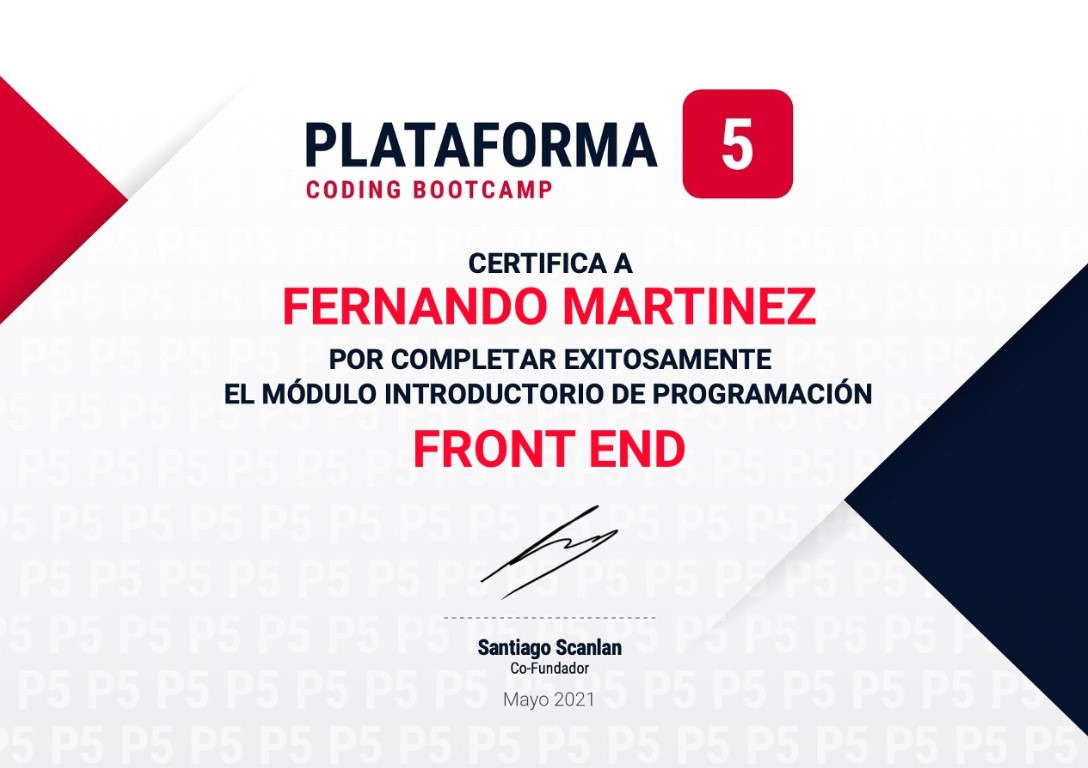 PLATAFORMA 5
CODING BOOTCAMP
CERTIFICA A
FERNANDO MARTINEZ
POR COMPLETAR EXITOSAMENTE
EL MÓDULO INTRODUCTORIO DE PROGRAMACIÓN
FRONT END
Santiago Scanlan
Co-Fundador
Mayo 2021